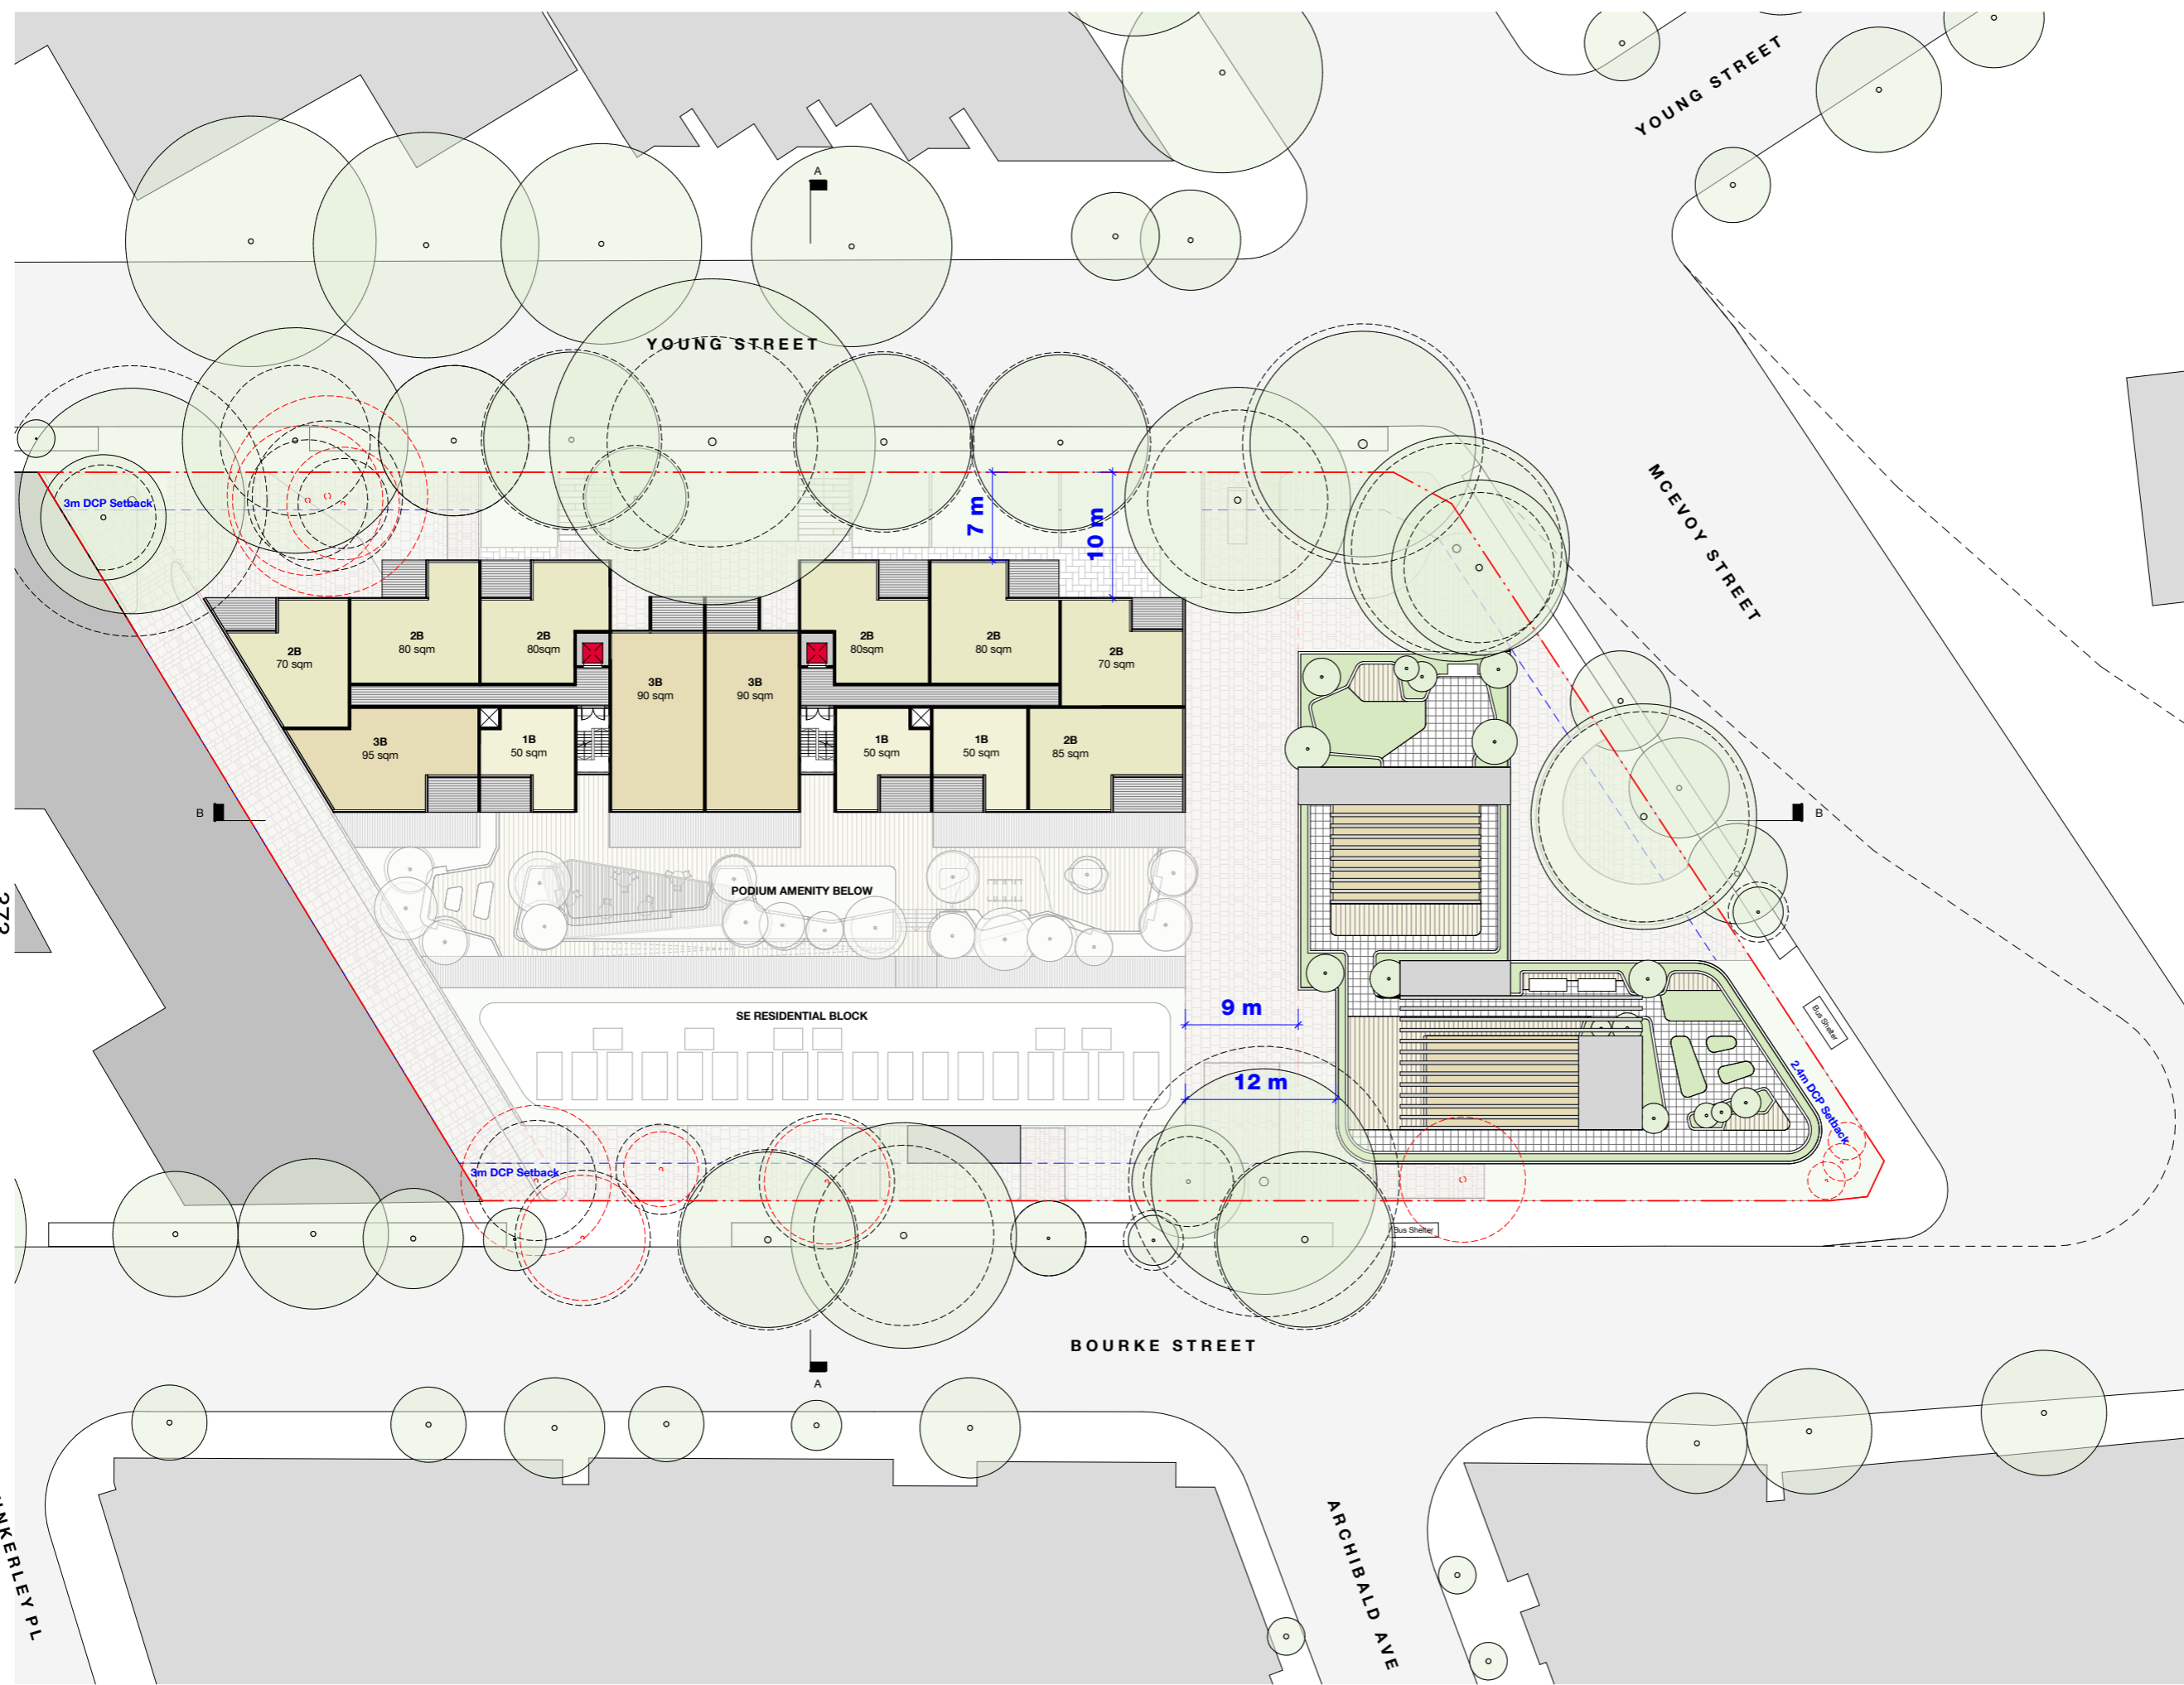 YOUNG STREET
A
YOUNG STREET
MCEVOY STREET
3m DCP Setback
7 m
10 m
2B
70 sqm
2B
80 sqm
2B
80sqm
3B
90 sqm
3B
90 sqm
2B
80sqm
2B
80 sqm
2B
70 sqm
3B
95 sqm
1B
50 sqm
1B
50 sqm
1B
50 sqm
2B
85 sqm
B
B
PODIUM AMENITY BELOW
373
SE RESIDENTIAL BLOCK
9 m
12 m
Bus Shelter
2.4m DCP Setback
3m DCP Setback
Bus Shelter
BOURKE STREET
A
ARCHIBALD AVE
NKERLEY PL